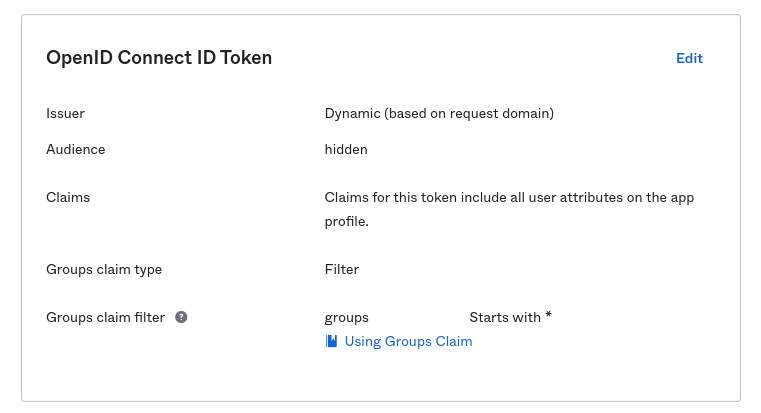 OpenID Connect ID Token Edit
Issuer Dynamic (based on request domain)
Audience hidden
Claims Claims for this token include all user attributes on the app
profile.
Groups claim type Filter
Groups claim filter ? groups Starts with *
Using Groups Claim